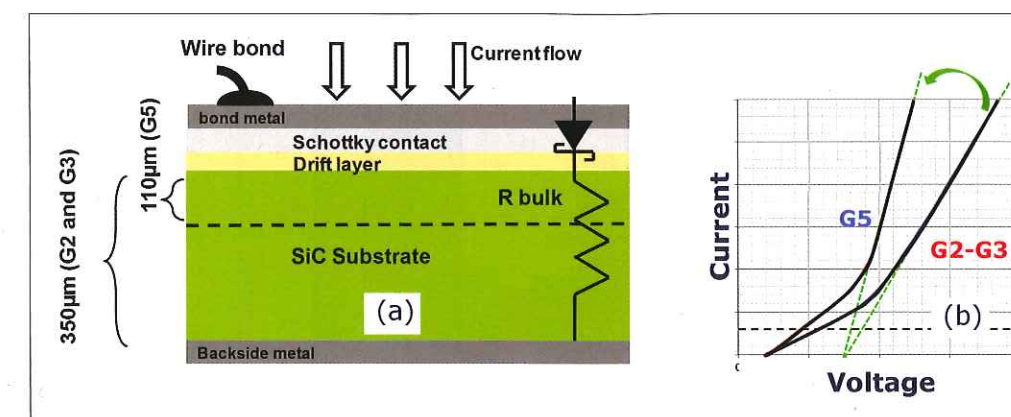 Wire bond
Current flow
bond metal
Schottky contact
Drift layer
R bulk
SiC Substrate
(a)
Backside metal
110µm (G5)
350µm (G2 and G3)
Current
G5
G2-G3
(b)
Voltage